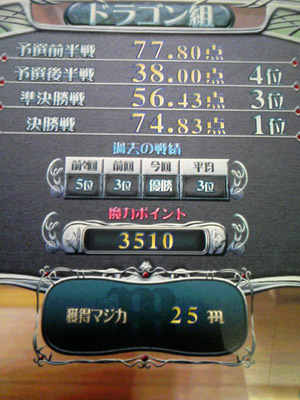 ドラゴン組
予選前半戦 77.80点
予選後半戦 38.00点 4位
準決勝戦 56.43点 3位
決勝戦 74.83点 1位
過去の戦績
前々回 前回 今回 平均
5位 3位 優勝 3位
魔力ポイント
3510
獲得マジカ 25